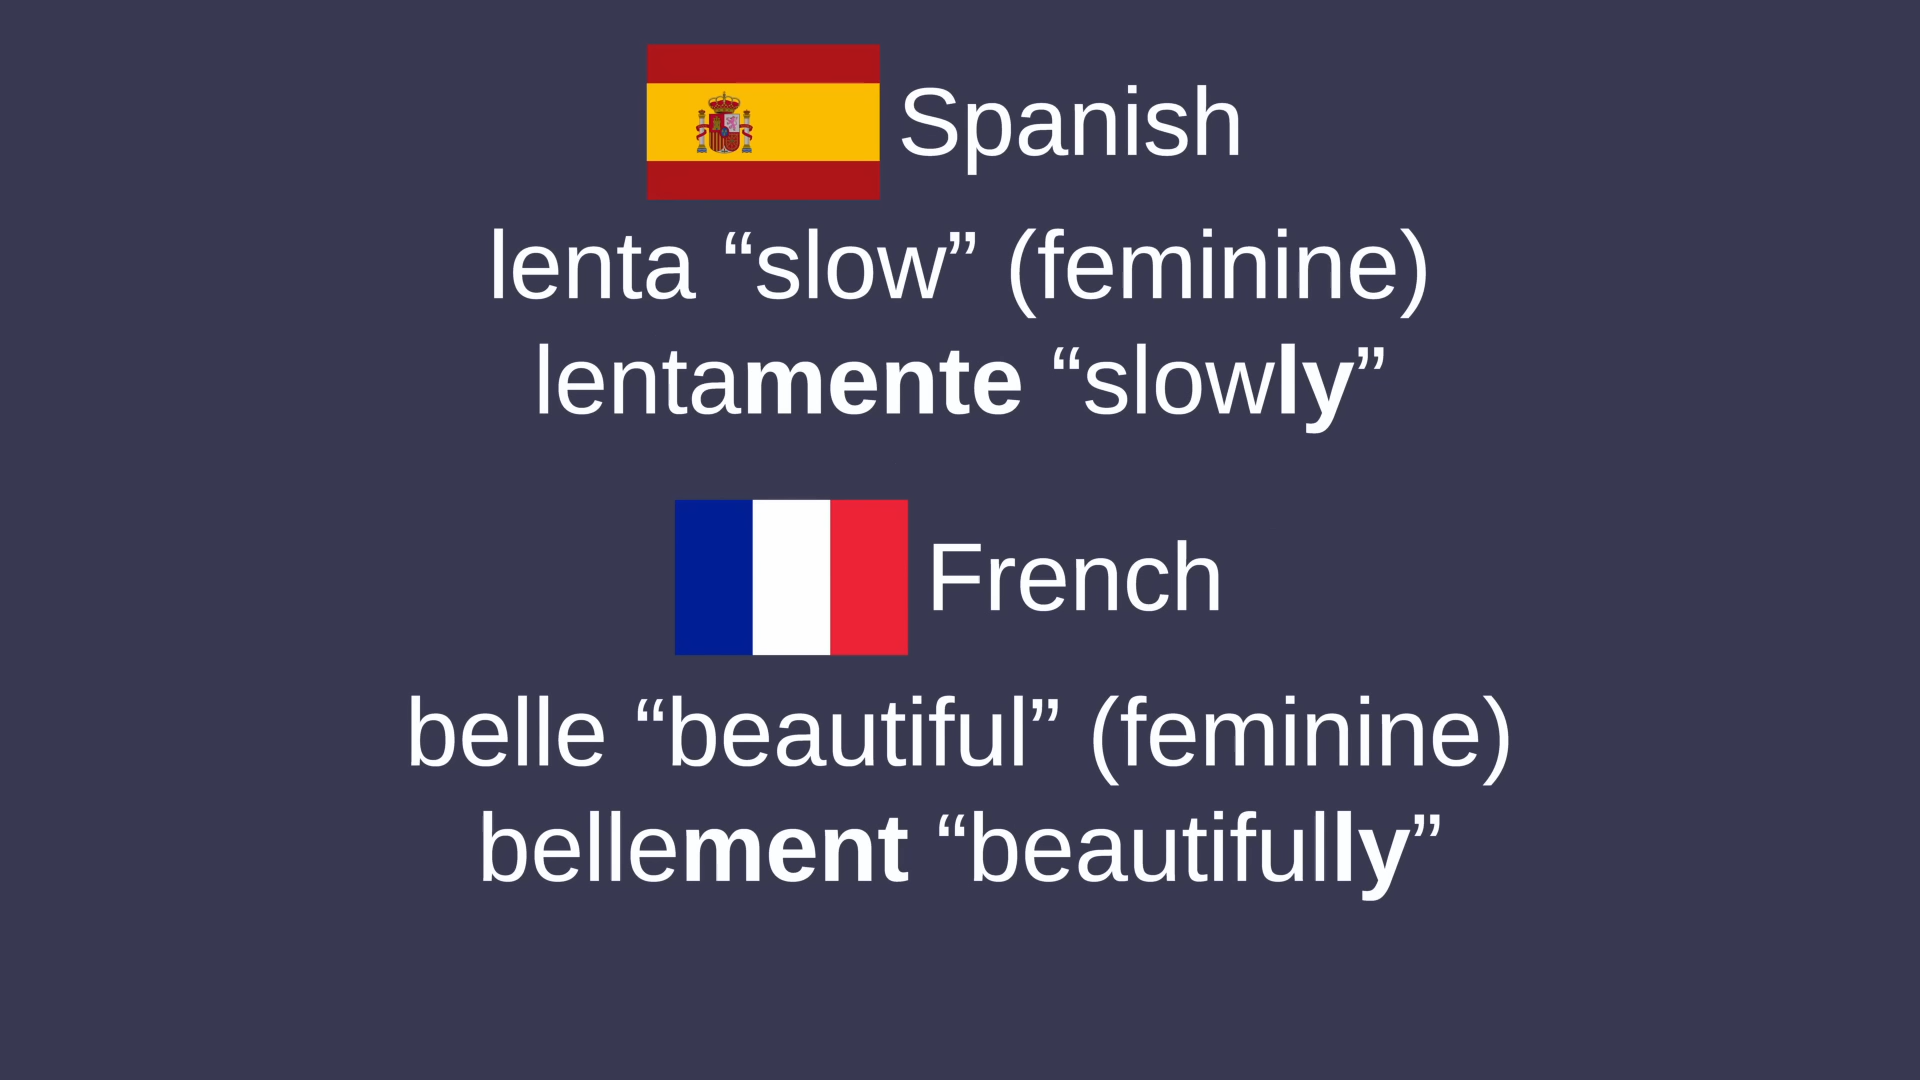 Spanish
lenta “slow” (feminine)
lentamente “slowly”
French
belle “beautiful” (feminine)
bellement “beautifully”